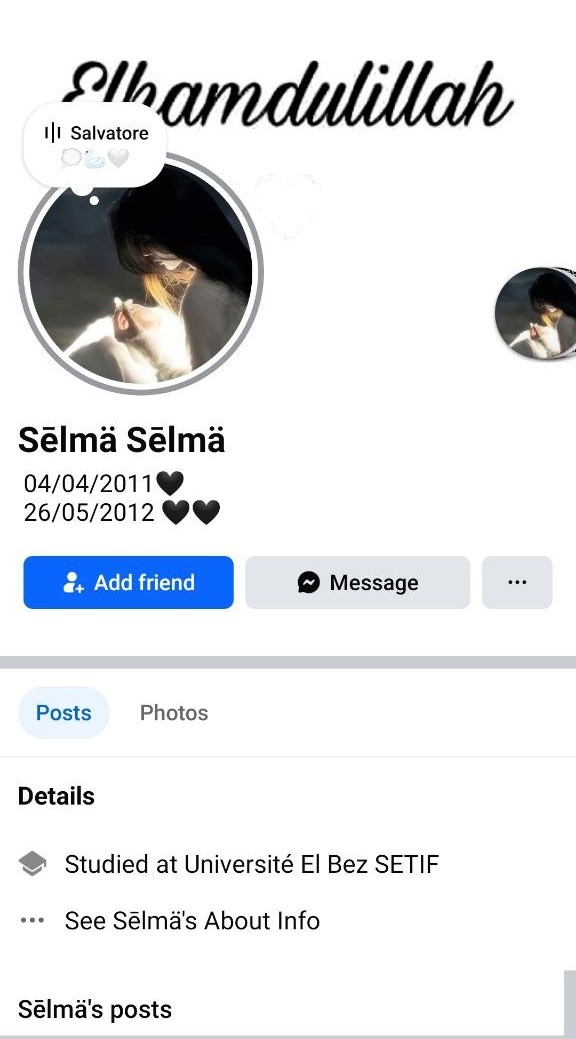 Elhamdulillah
Salvatore
💭🦢🤍
Sēlmä Sēlmä
04/04/2011🖤
26/05/2012 🖤🖤
Add friend
Message
Posts
Photos
Details
Studied at Université El Bez SETIF
See Sēlmä's About Info
Sēlmä's posts